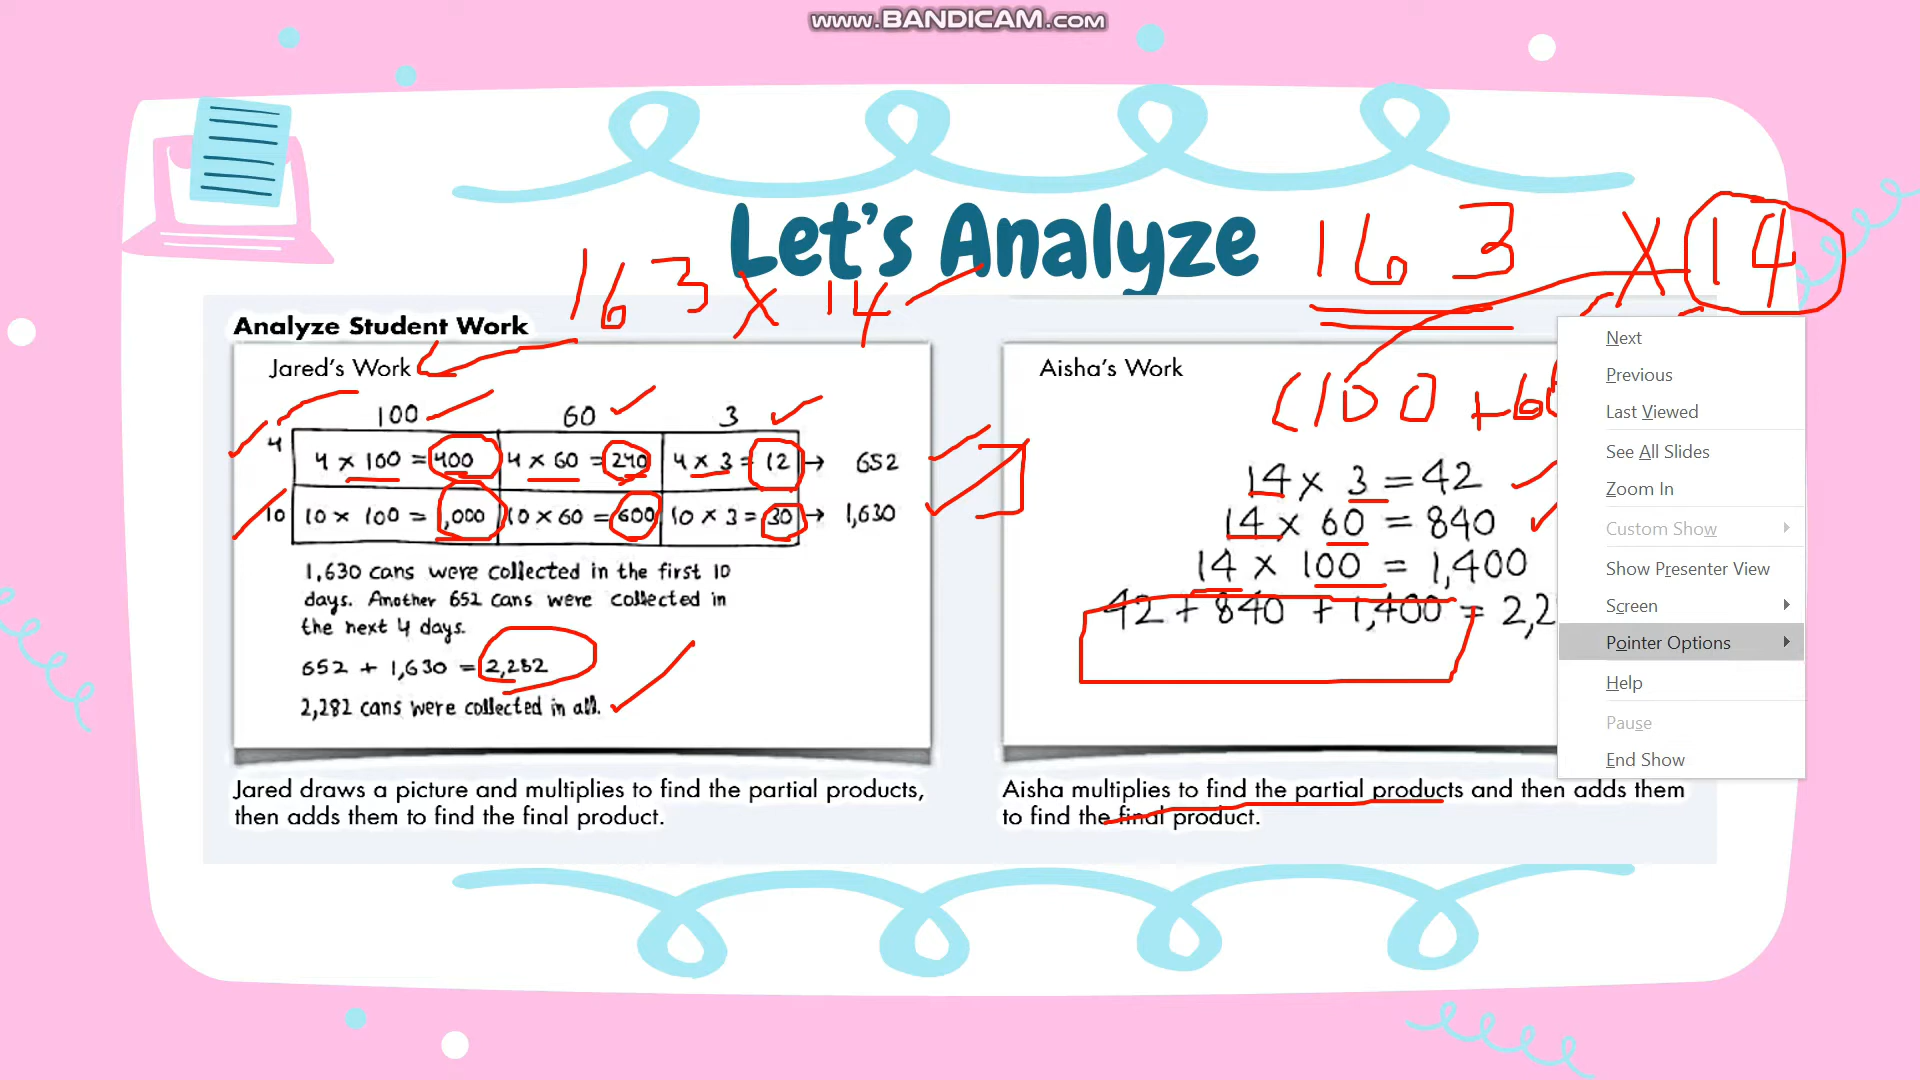 www.BANDICAM.com
Let's Analyze
163 x 14
163 x 14
Analyze Student Work
Jared's Work
100 60 3
4 4 x 100 = 400 4 x 60 = 240 4 x 3 = 12 → 652
10 10 x 100 = ,000 10 x 60 = 600 10 x 3 = 30 → 1,630
1,630 cans were collected in the first 10
days. Another 652 cans were collected in
the next 4 days.
652 + 1,630 = 2,282
2,282 cans were collected in all.
Jared draws a picture and multiplies to find the partial products,
then adds them to find the final product.
Aisha's Work
(100 + 6
14 x 3 = 42
14 x 60 = 840
14 x 100 = 1,400
42 + 840 + 1,400 = 2,2
Aisha multiplies to find the partial products and then adds them
to find the final product.
Next
Previous
Last Viewed
See All Slides
Zoom In
Custom Show
Show Presenter View
Screen
Pointer Options
Help
Pause
End Show